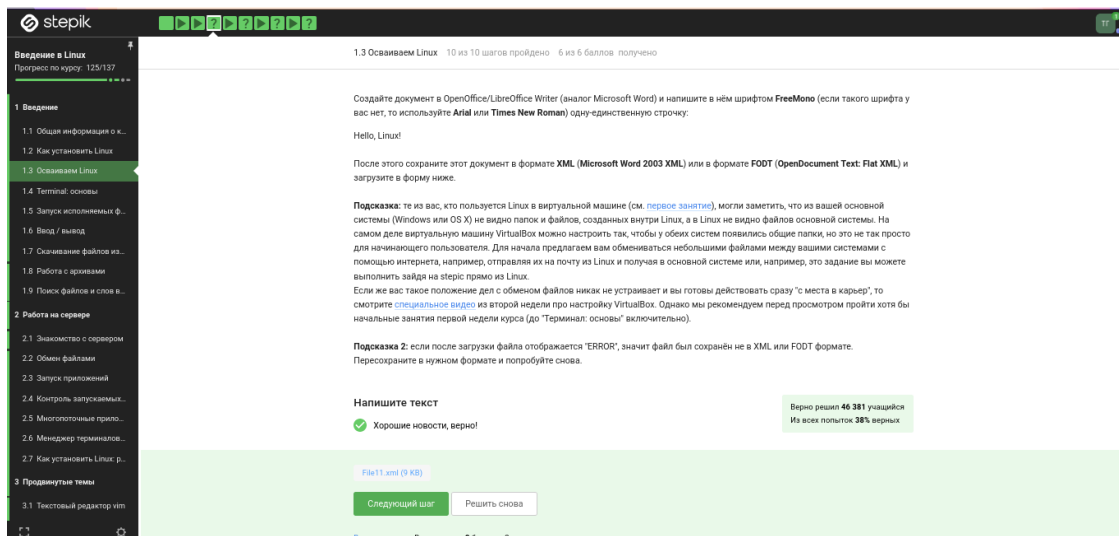 stepik
ТГ
Введение в Linux
Прогресс по курсу: 125/137
1 Введение
1.1 Общая информация о к...
1.2 Как установить Linux
1.3 Осваиваем Linux
1.4 Terminal: основы
1.5 Запуск исполняемых ф...
1.6 Ввод / вывод
1.7 Скачивание файлов из...
1.8 Работа с архивами
1.9 Поиск файлов и слов в...
2 Работа на сервере
2.1 Знакомство с сервером
2.2 Обмен файлами
2.3 Запуск приложений
2.4 Контроль запускаемых...
2.5 Многопоточные прило...
2.6 Менеджер терминалов...
2.7 Как установить Linux: р...
3 Продвинутые темы
3.1 Текстовый редактор vim
1.3 Осваиваем Linux 10 из 10 шагов пройдено 6 из 6 баллов получено
Создайте документ в OpenOffice/LibreOffice Writer (аналог Microsoft Word) и напишите в нём шрифтом FreeMono (если такого шрифта у
вас нет, то используйте Arial или Times New Roman) одну-единственную строчку:
Hello, Linux!
После этого сохраните этот документ в формате XML (Microsoft Word 2003 XML) или в формате FODT (OpenDocument Text: Flat XML) и
загрузите в форму ниже.
Подсказка: те из вас, кто пользуется Linux в виртуальной машине (см. первое занятие), могли заметить, что из вашей основной
системы (Windows или OS X) не видно папок и файлов, созданных внутри Linux, а в Linux не видно файлов основной системы. На
самом деле виртуальную машину VirtualBox можно настроить так, чтобы у обеих систем появились общие папки, но это не так просто
для начинающего пользователя. Для начала предлагаем вам обмениваться небольшими файлами между вашими системами с
помощью интернета, например, отправляя их на почту из Linux и получая в основной системе или, например, это задание вы можете
выполнить зайдя на stepic прямо из Linux.
Если же вас такое положение дел с обменом файлов никак не устраивает и вы готовы действовать сразу "с места в карьер", то
смотрите специальное видео из второй недели про настройку VirtualBox. Однако мы рекомендуем перед просмотром пройти хотя бы
начальные занятия первой недели курса (до "Терминал: основы" включительно).
Подсказка 2: если после загрузки файла отображается "ERROR", значит файл был сохранён не в XML или FODT формате.
Пересохраните в нужном формате и попробуйте снова.
Напишите текст
Хорошие новости, верно!
Верно решил 46 381 учащийся
Из всех попыток 38% верных
File11.xml (9 KB)
Следующий шаг
Решить снова